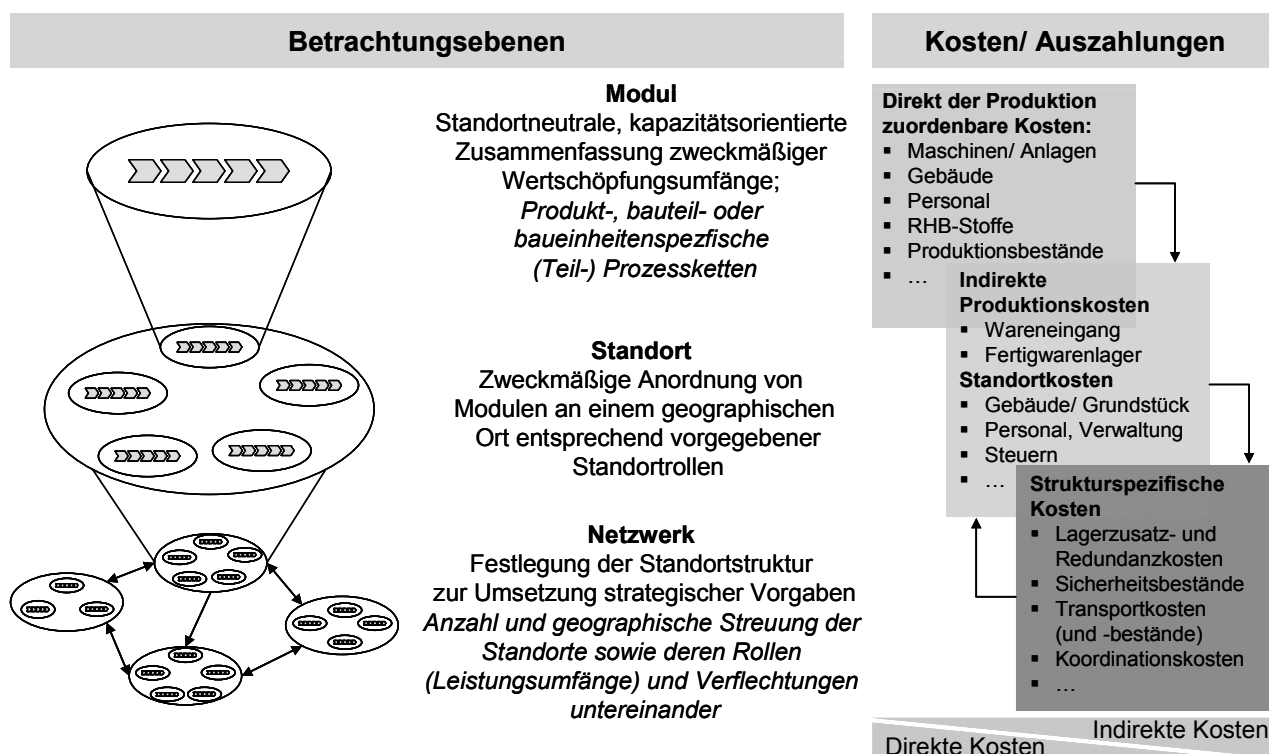 Betrachtungsebenen
Modul
Standortneutrale, kapazitätsorientierte
Zusammenfassung zweckmäßiger
Wertschöpfungsumfänge;
Produkt-, bauteil- oder
baueinheitenspezfische
(Teil-) Prozessketten
Standort
Zweckmäßige Anordnung von
Modulen an einem geographischen
Ort entsprechend vorgegebener
Standortrollen
Netzwerk
Festlegung der Standortstruktur
zur Umsetzung strategischer Vorgaben
Anzahl und geographische Streuung der
Standorte sowie deren Rollen
(Leistungsumfänge) und Verflechtungen
untereinander
Kosten/ Auszahlungen
Direkt der Produktion
zuordenbare Kosten:
▪ Maschinen/ Anlagen
▪ Gebäude
▪ Personal
▪ RHB-Stoffe
▪ Produktionsbestände
▪ …
Indirekte
Produktionskosten
▪ Wareneingang
▪ Fertigwarenlager
Standortkosten
▪ Gebäude/ Grundstück
▪ Personal, Verwaltung
▪ Steuern
▪ …
Strukturspezifische
Kosten
▪ Lagerzusatz- und
Redundanzkosten
▪ Sicherheitsbestände
▪ Transportkosten
(und -bestände)
▪ Koordinationskosten
▪ …
Indirekte Kosten
Direkte Kosten